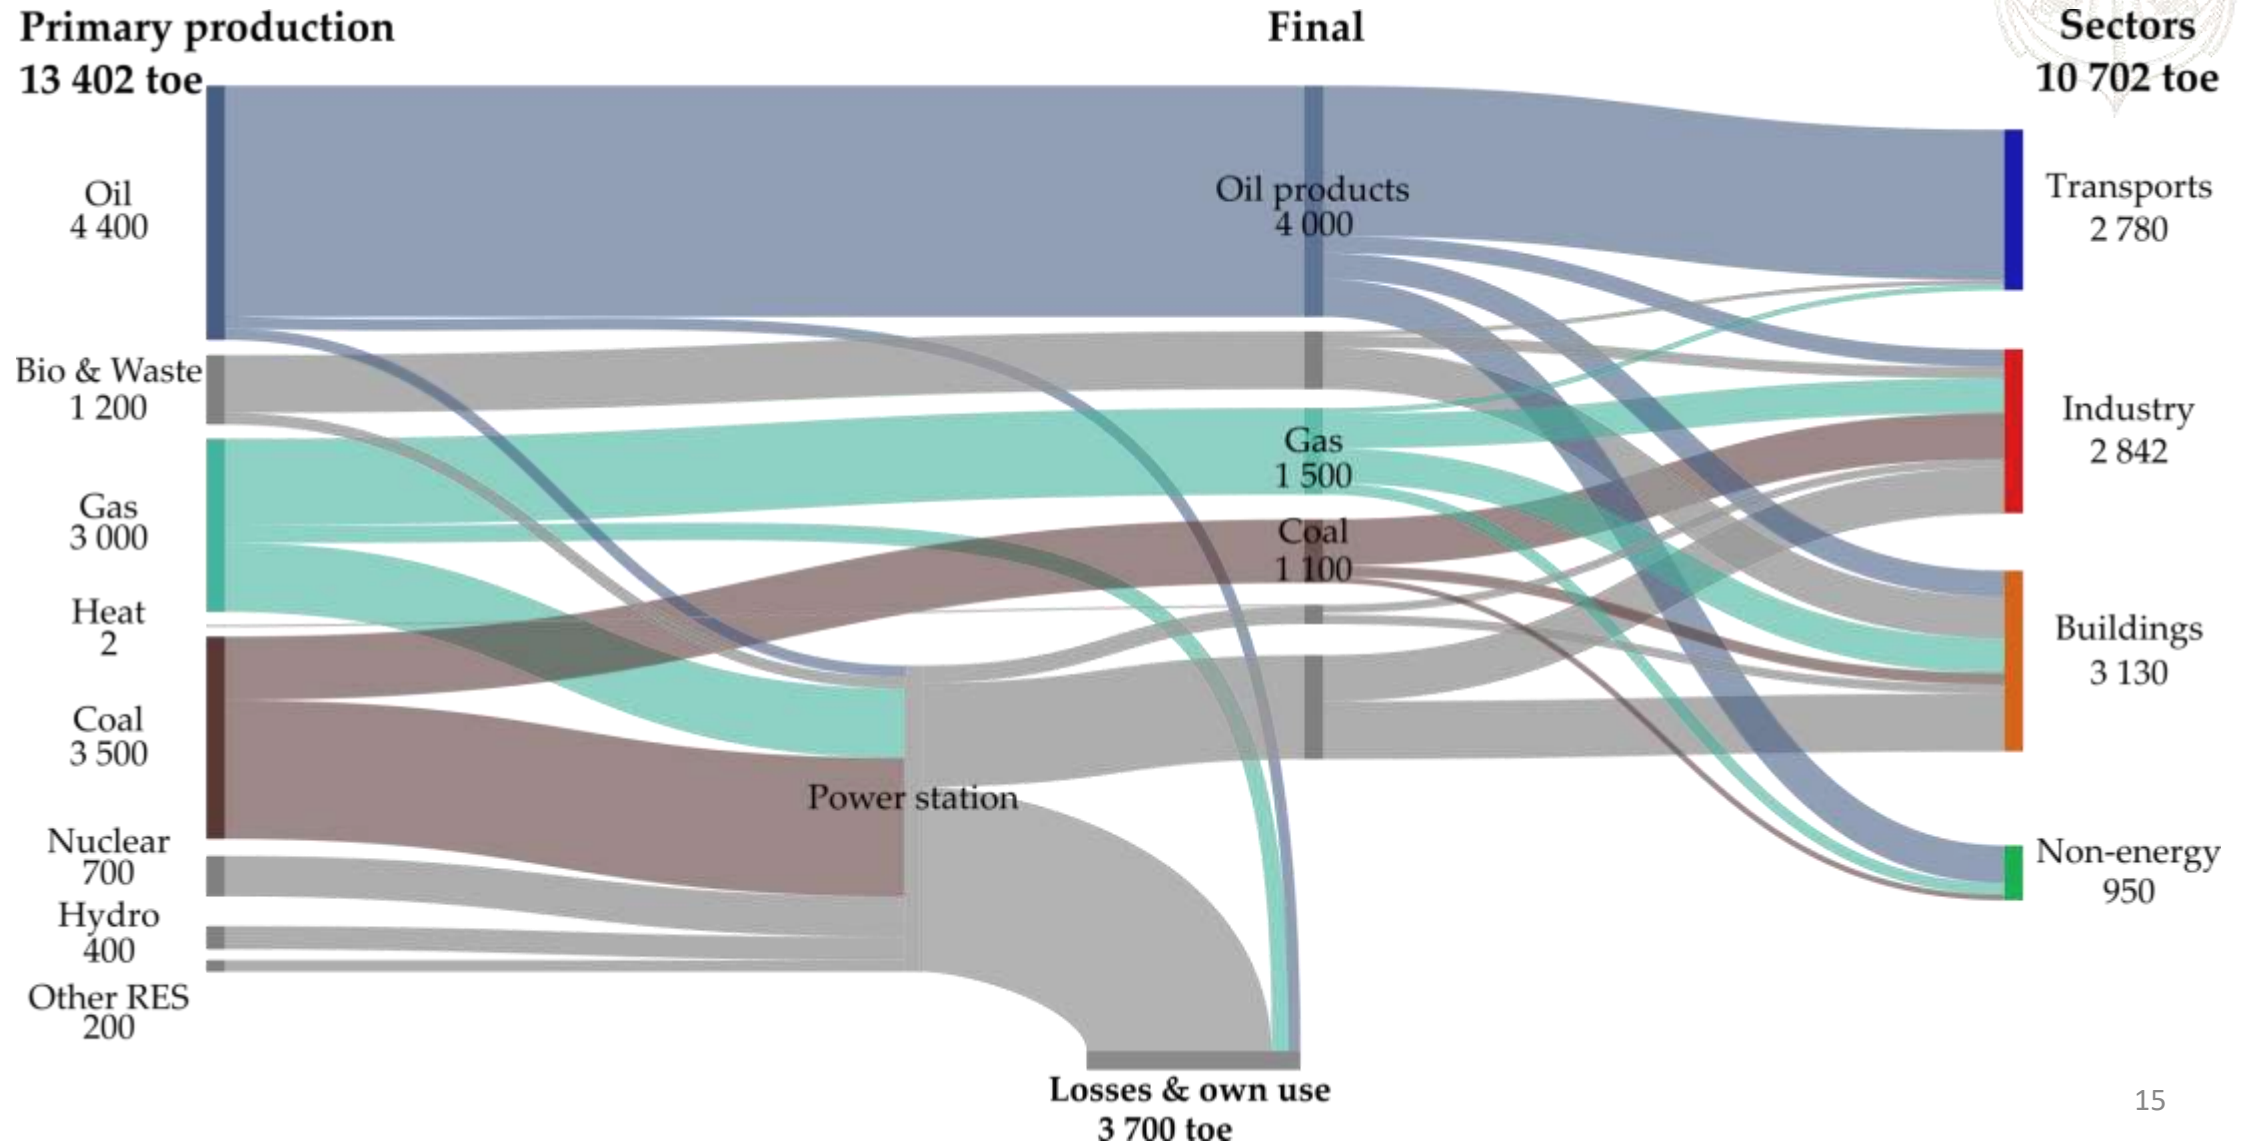 Primary production
13 402 toe
Final
Sectors
10 702 toe
Oil
4 400
Bio & Waste
1 200
Gas
3 000
Heat
2
Coal
3 500
Nuclear
700
Hydro
400
Other RES
200
Power station
Oil products
4 000
Gas
1 500
Coal
1 100
Losses & own use
3 700 toe
Transports
2 780
Industry
2 842
Buildings
3 130
Non-energy
950
15